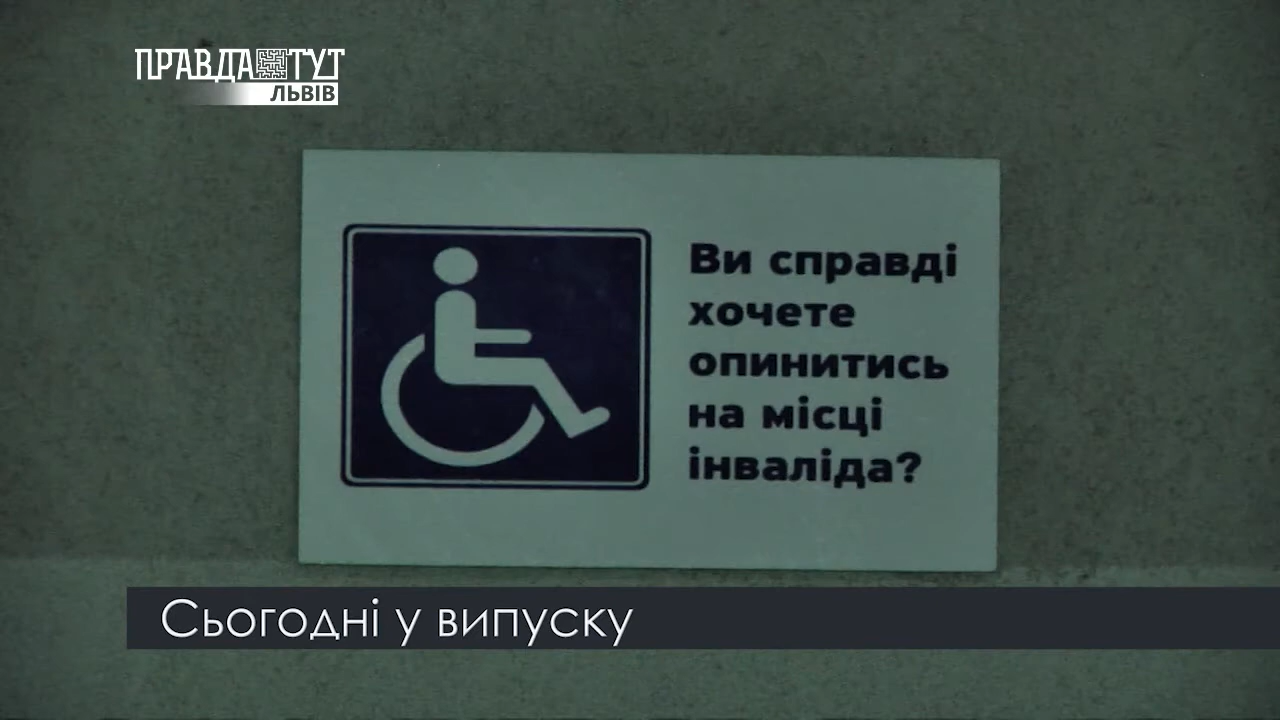 ПРАВДА ТУТ
ЛЬВІВ
Ви справді
хочете
опинитись
на місці
інваліда?
Сьогодні у випуску